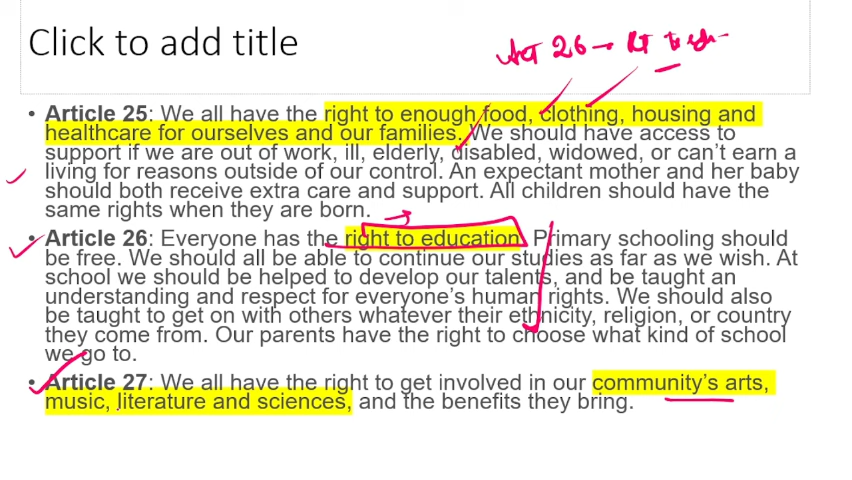 Click to add title
Art 26 → Rt to
• Article 25: We all have the right to enough food, clothing, housing and
healthcare for ourselves and our families. We should have access to
support if we are out of work, ill, elderly, disabled, widowed, or can’t earn a
living for reasons outside of our control. An expectant mother and her baby
should both receive extra care and support. All children should have the
same rights when they are born.
• Article 26: Everyone has the right to education. Primary schooling should
be free. We should all be able to continue our studies as far as we wish. At
school we should be helped to develop our talents, and be taught an
understanding and respect for everyone’s human rights. We should also
be taught to get on with others whatever their ethnicity, religion, or country
they come from. Our parents have the right to choose what kind of school
we go to.
• Article 27: We all have the right to get involved in our community’s arts,
music, literature and sciences, and the benefits they bring.